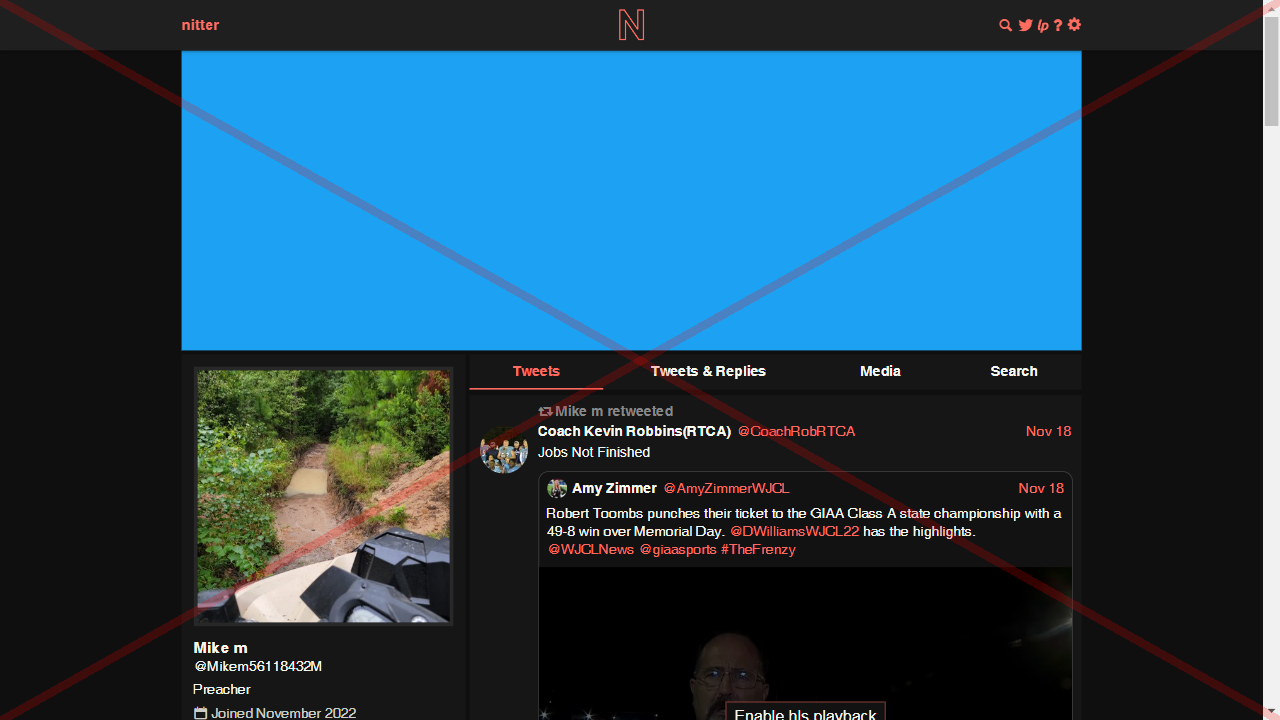 nitter
N
lp ?
Tweets Tweets & Replies Media Search
Mike m retweeted
Coach Kevin Robbins(RTCA) @CoachRobRTCA Nov 18
Jobs Not Finished
Amy Zimmer @AmyZimmerWJCL Nov 18
Robert Toombs punches their ticket to the GIAA Class A state championship with a
49-8 win over Memorial Day. @DWilliamsWJCL22 has the highlights.
@WJCLNews @giaasports #TheFrenzy
Enable hls playback
Mike m
@Mikem56118432M
Preacher
Joined November 2022